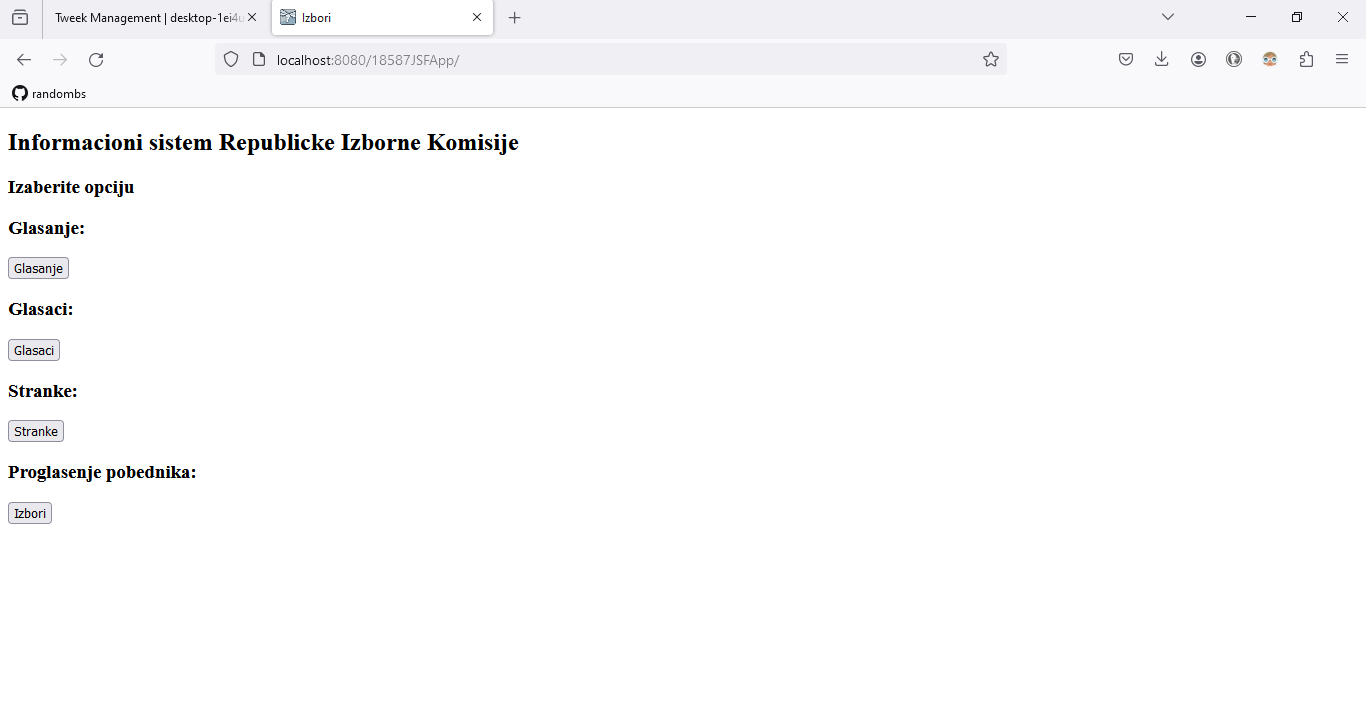 Tweek Management | desktop-1ei4u
Izbori
localhost:8080/18587JSFApp/
randombs
Informacioni sistem Republicke Izborne Komisije
Izaberite opciju
Glasanje:
Glasanje
Glasaci:
Glasaci
Stranke:
Stranke
Proglasenje pobednika:
Izbori